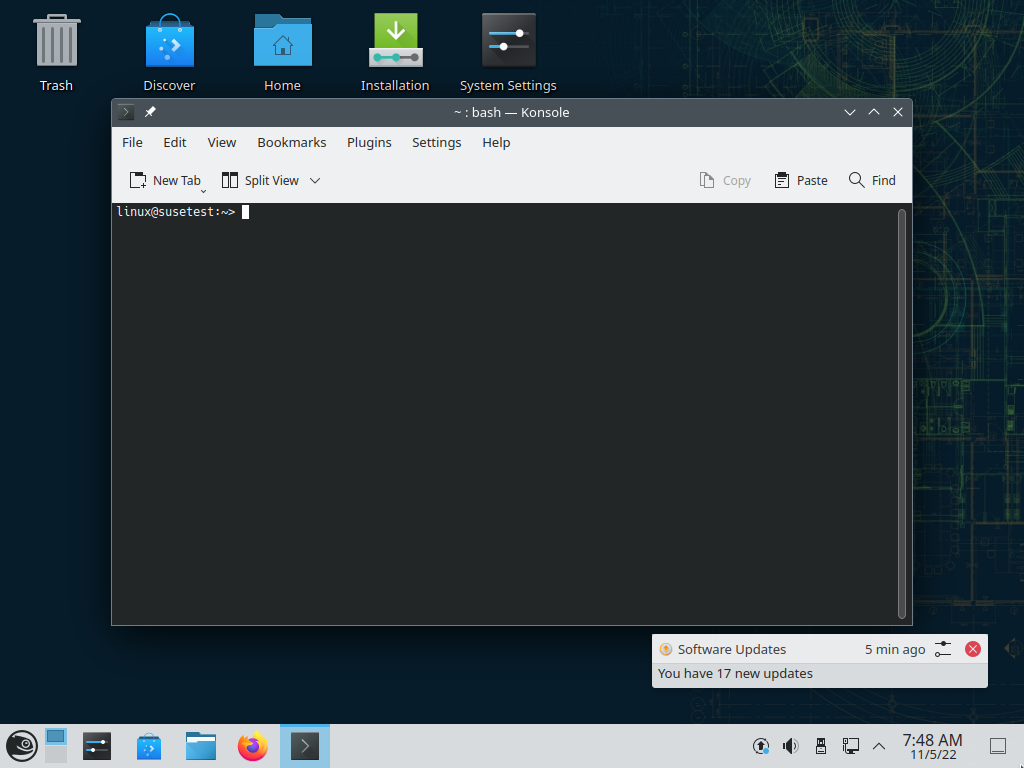 Trash Discover Home Installation System Settings
~ : bash — Konsole
File Edit View Bookmarks Plugins Settings Help
New Tab Split View Copy Paste Find
linux@susetest:~>
Software Updates 5 min ago
You have 17 new updates
7:48 AM
11/5/22